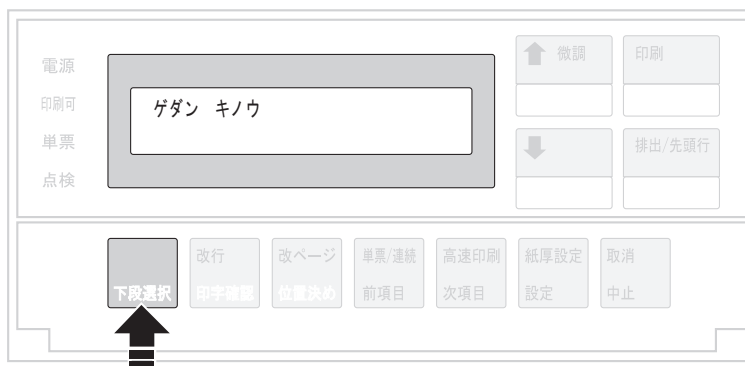 電源
印刷可
単票
点検
ゲダン キノウ
微調
印刷
排出/先頭行
下段選択
改行
印字確認
改ページ
位置決め
単票/連続
前項目
高速印刷
次項目
紙厚設定
設定
取消
中止